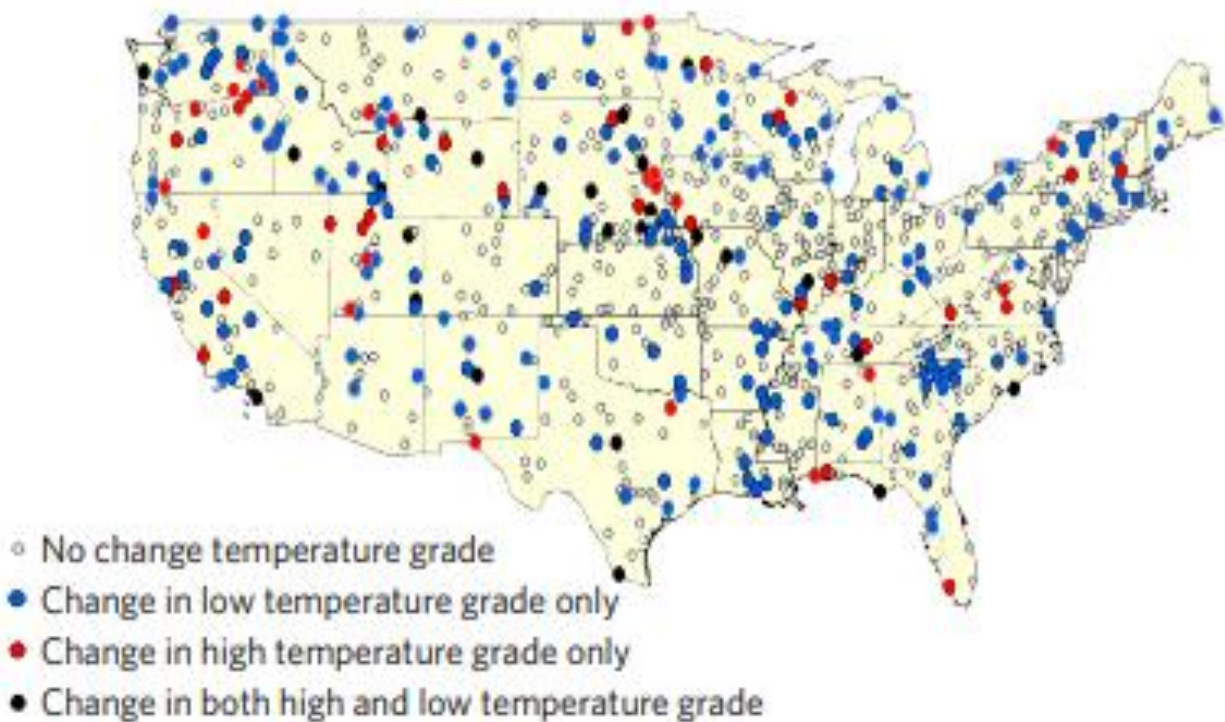 No change temperature grade
Change in low temperature grade only
Change in high temperature grade only
Change in both high and low temperature grade